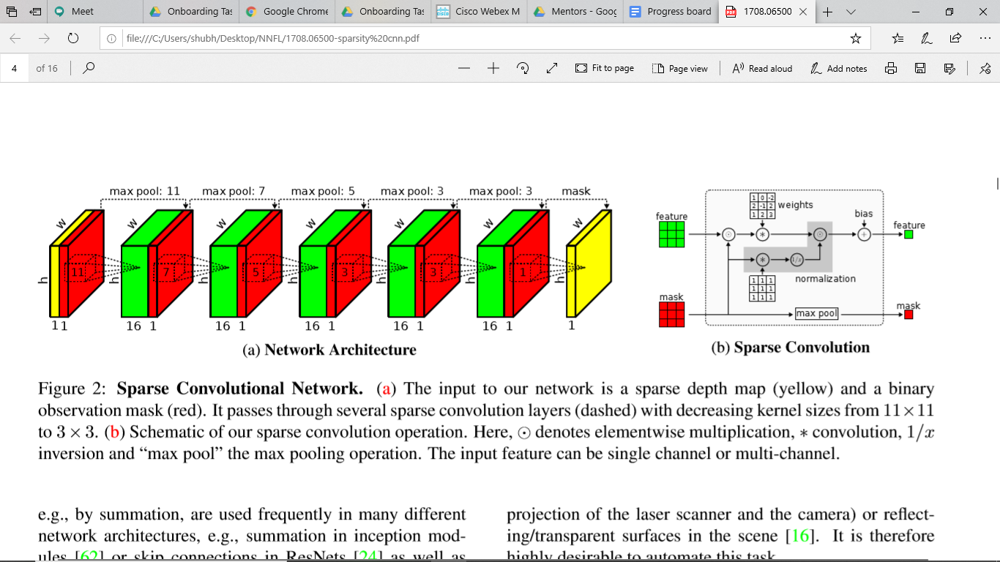 Meet
Onboarding Tas
Google Chrome
Onboarding Tas
Cisco Webex M
Mentors - Goog
Progress board
1708.06500
file:///C:/Users/shubh/Desktop/NNFL/1708.06500-sparsity%20cnn.pdf
4 of 16
Fit to page
Page view
Read aloud
Add notes
max pool: 11 max pool: 7 max pool: 5 max pool: 3 max pool: 3 mask
w w w w w w w
h h h h h h h
11 7 5 3 3 1
1 1 16 1 16 1 16 1 16 1 16 1 1
(a) Network Architecture
1 0 -2
2 -1 2
1 2 3
weights
feature
bias
feature
* + * 1/x
1 1 1
1 1 1
1 1 1
normalization
mask
max pool
mask
(b) Sparse Convolution
Figure 2: Sparse Convolutional Network. (a) The input to our network is a sparse depth map (yellow) and a binary
observation mask (red). It passes through several sparse convolution layers (dashed) with decreasing kernel sizes from 11×11
to 3 × 3. (b) Schematic of our sparse convolution operation. Here, ⊙ denotes elementwise multiplication, ∗ convolution, 1/x
inversion and “max pool” the max pooling operation. The input feature can be single channel or multi-channel.
e.g., by summation, are used frequently in many different
network architectures, e.g., summation in inception mod-
ules [62] or skip connections in ResNets [24] as well as
projection of the laser scanner and the camera) or reflect-
ing/transparent surfaces in the scene [16]. It is therefore
highly desirable to automate this task.